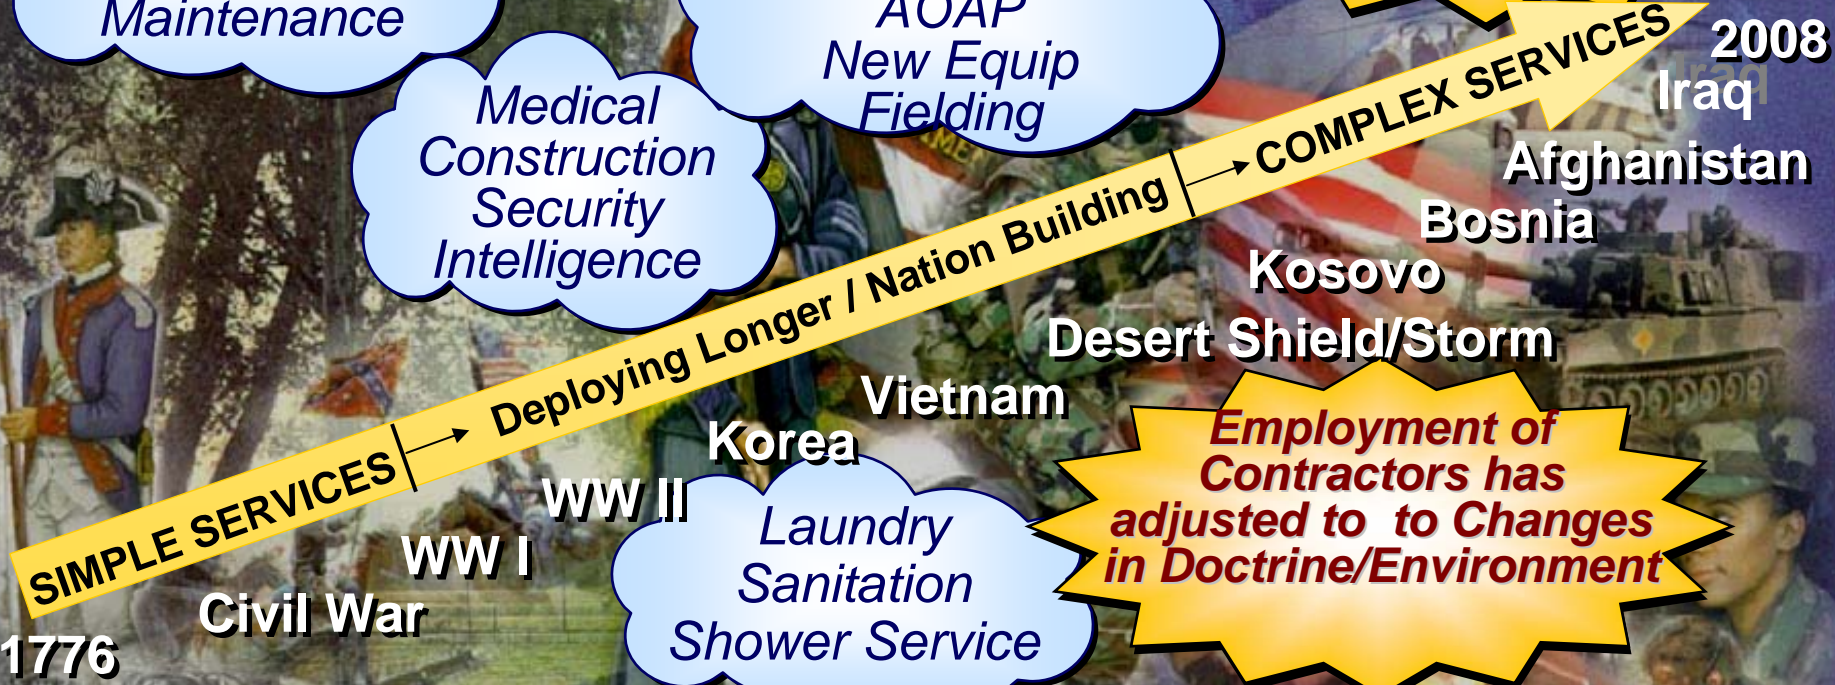 Maintenance
AOAP
New Equip
Fielding
Medical
Construction
Security
Intelligence
SIMPLE SERVICES
Deploying Longer / Nation Building
COMPLEX SERVICES
2008
Iraq
Afghanistan
Bosnia
Kosovo
Desert Shield/Storm
Vietnam
Korea
WW II
WW I
Civil War
1776
Laundry
Sanitation
Shower Service
Employment of
Contractors has
adjusted to  to Changes
in Doctrine/Environment